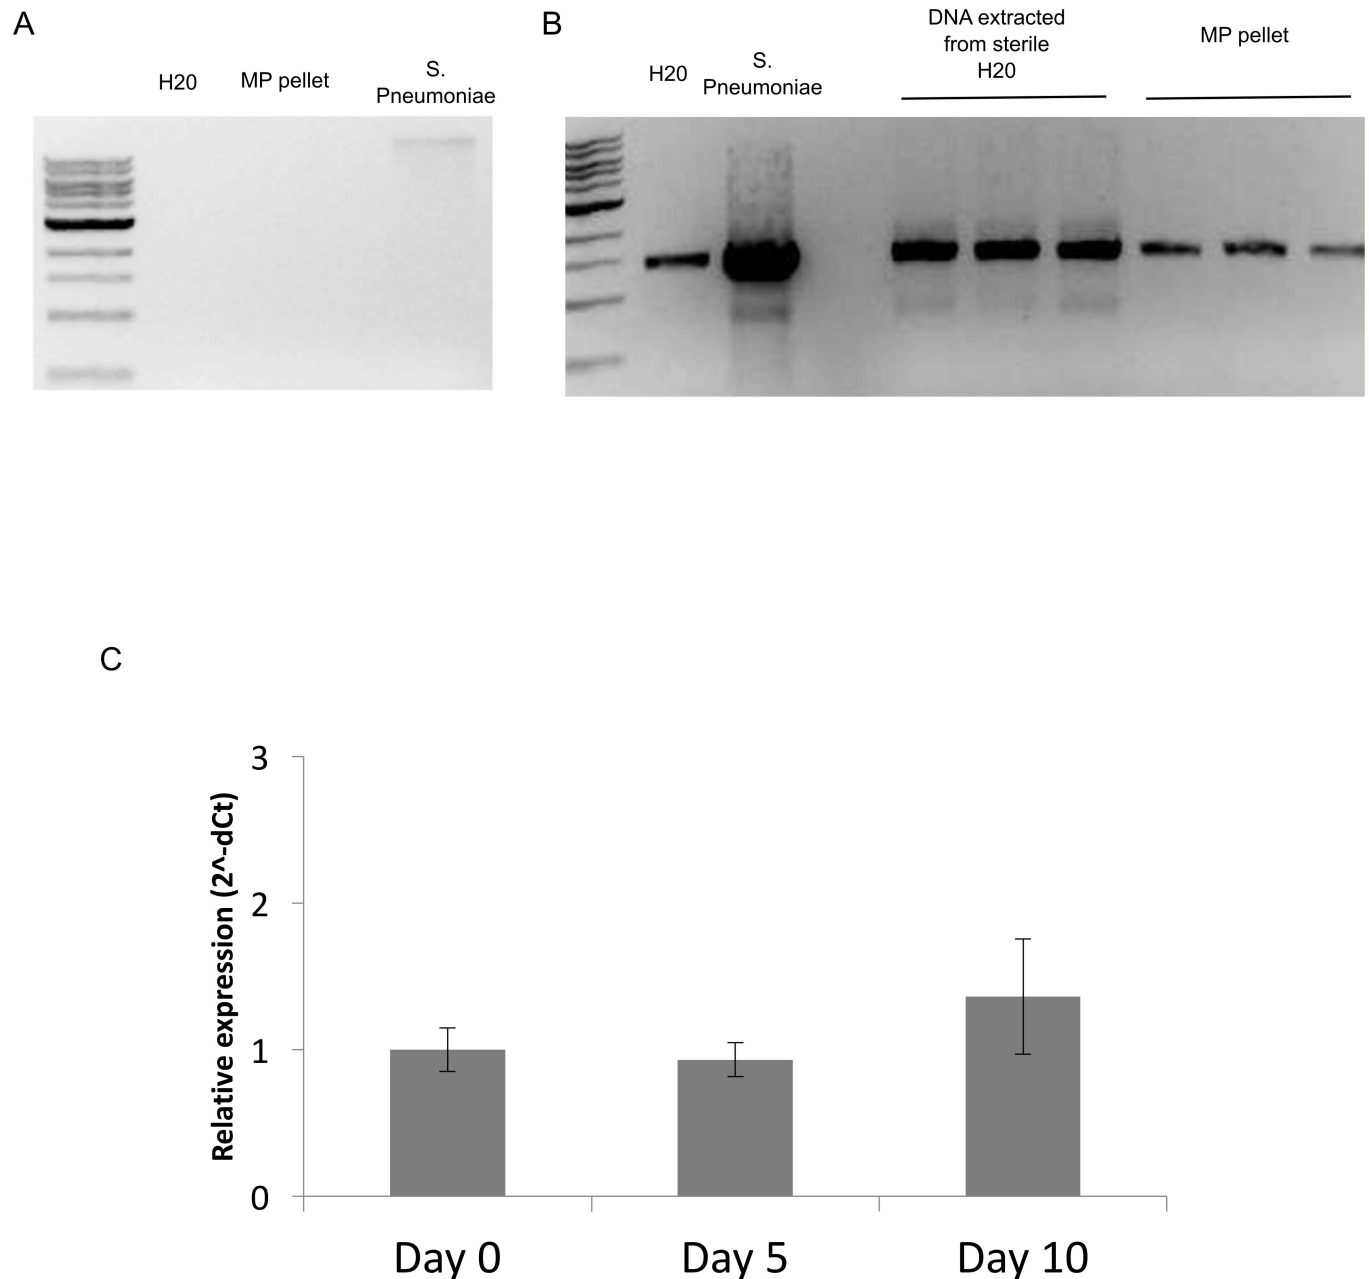 A
H20
MP pellet
S.
Pneumoniae
B
H20
S.
Pneumoniae
DNA extracted
from sterile
H20
MP pellet
C
Relative expression (2^-dCt)
3
2
1
0
Day 0
Day 5
Day 10